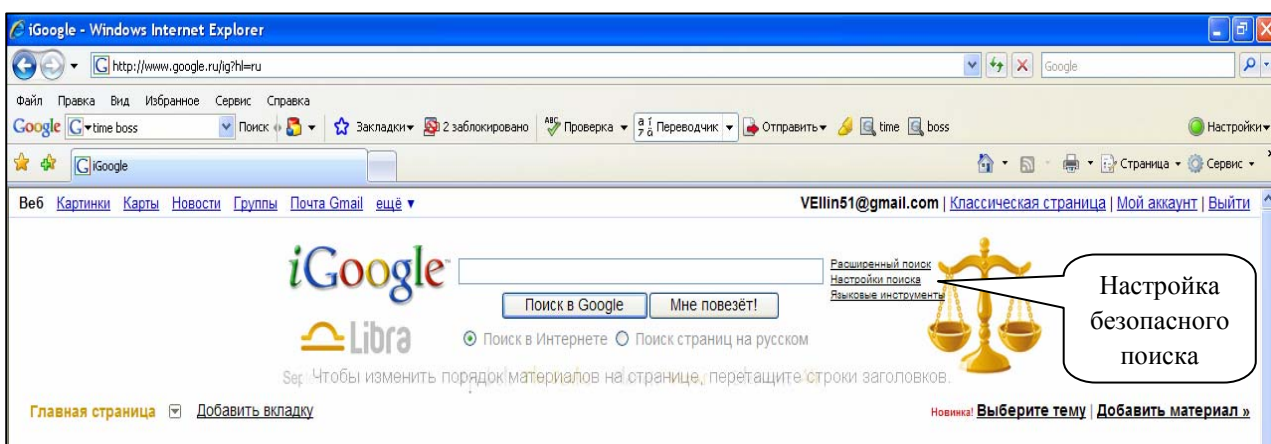 iGoogle - Windows Internet Explorer
http://www.google.ru/ig?hl=ru Google
Файл Правка Вид Избранное Сервис Справка
Google time boss Поиск Закладки 2 заблокировано ABC Проверка Переводчик Отправить time boss Настройки
iGoogle Страница Сервис
Веб Картинки Карты Новости Группы Почта Gmail ещё ▼ VEllin51@gmail.com | Классическая страница | Мой аккаунт | Выйти
iGoogle
Расширенный поиск
Настройки поиска
Языковые инструменты
Поиск в Google Мне повезёт!
Libra
Поиск в Интернете Поиск страниц на русском
Чтобы изменить порядок материалов на странице, перетащите строки заголовков.
Настройка
безопасного
поиска
Главная страница Добавить вкладку Новинка! Выберите тему | Добавить материал »